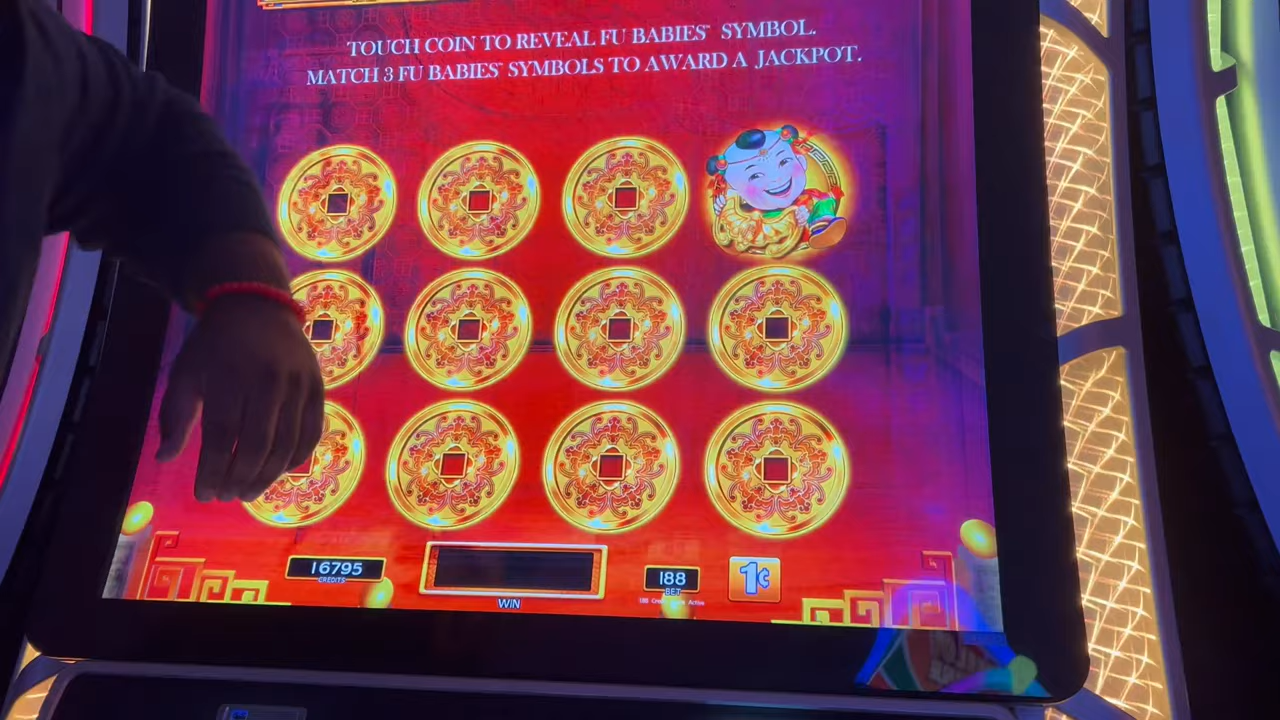 TOUCH COIN TO REVEAL FU BABIES™ SYMBOL.
MATCH 3 FU BABIES™ SYMBOLS TO AWARD A JACKPOT.
16795
CREDITS
WIN
188
BET
1¢